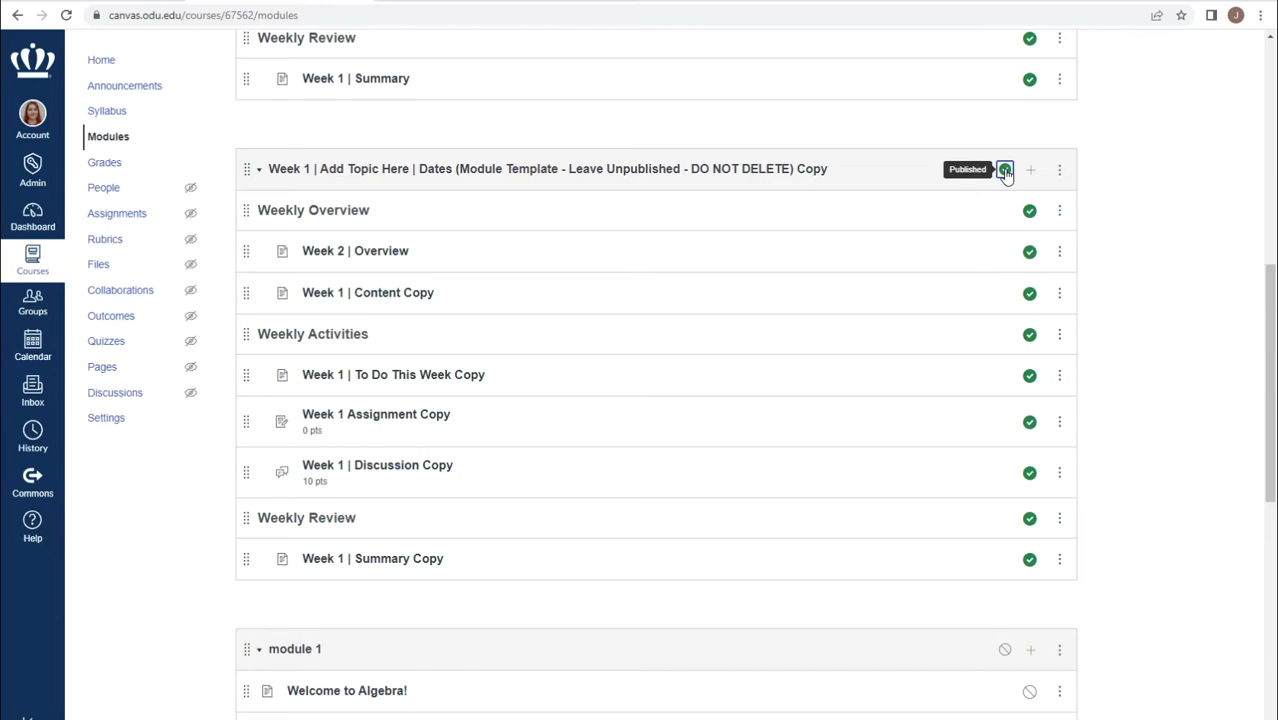 canvas.odu.edu/courses/67562/modules
J
Account
Admin
Dashboard
Courses
Groups
Calendar
Inbox
History
Commons
Help
Home
Announcements
Syllabus
Modules
Grades
People
Assignments
Rubrics
Files
Collaborations
Outcomes
Quizzes
Pages
Discussions
Settings
Weekly Review
Week 1 | Summary
Week 1 | Add Topic Here | Dates (Module Template - Leave Unpublished - DO NOT DELETE) Copy
Published
Weekly Overview
Week 2 | Overview
Week 1 | Content Copy
Weekly Activities
Week 1 | To Do This Week Copy
Week 1 Assignment Copy
0 pts
Week 1 | Discussion Copy
10 pts
Weekly Review
Week 1 | Summary Copy
module 1
Welcome to Algebra!